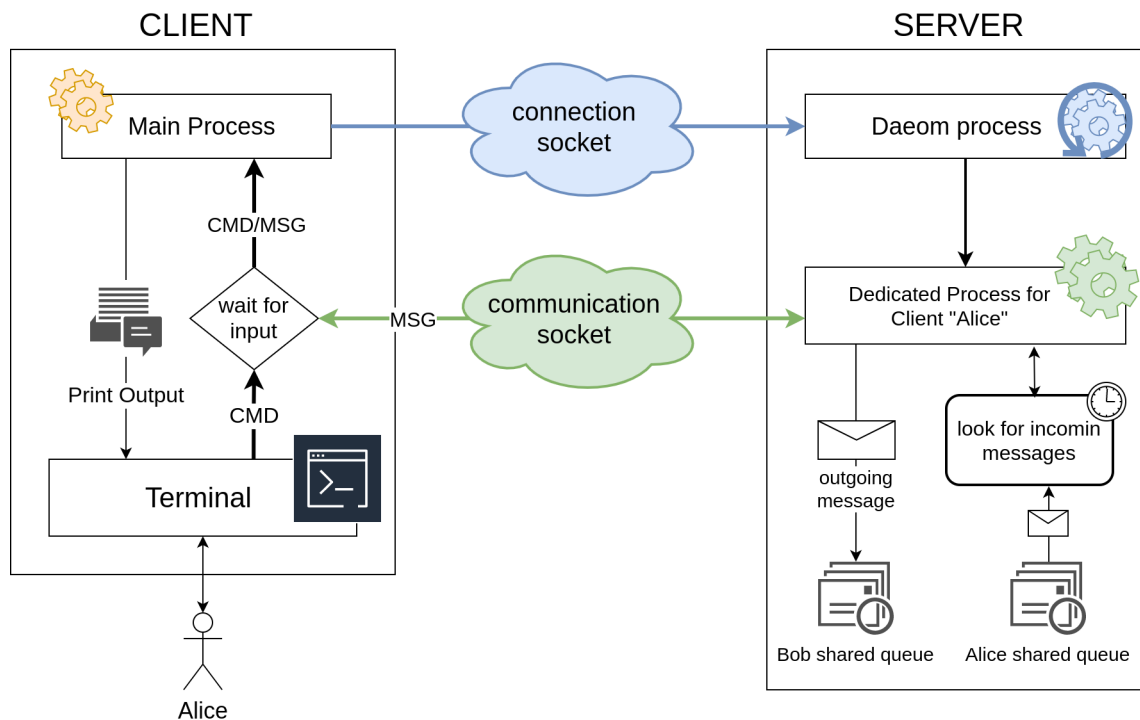 CLIENT
SERVER
Main Process
connection
socket
Daeom process
CMD/MSG
wait for
input
MSG
communication
socket
Dedicated Process for
Client "Alice"
Print Output
CMD
look for incomin
messages
outgoing
message
Terminal
Bob shared queue
Alice shared queue
Alice